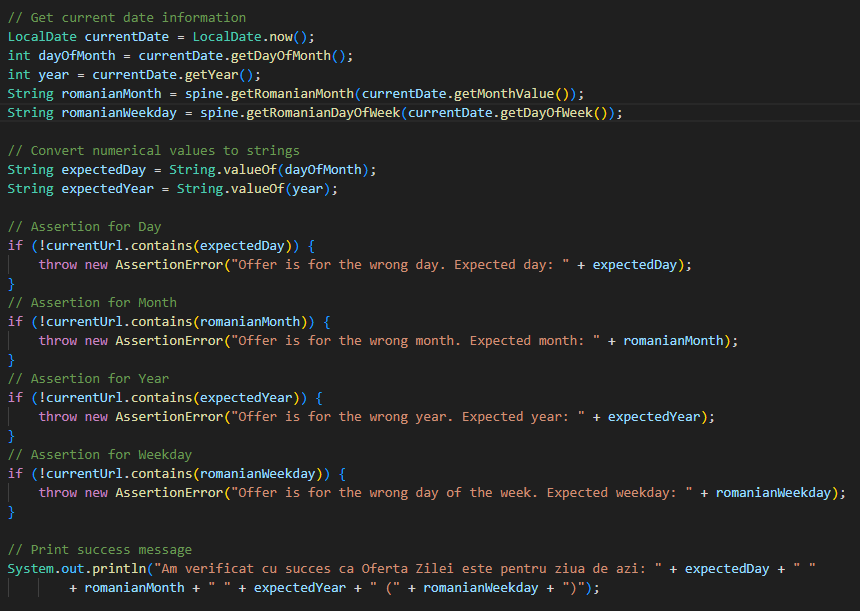 // Get current date information
LocalDate currentDate = LocalDate.now();
int dayOfMonth = currentDate.getDayOfMonth();
int year = currentDate.getYear();
String romanianMonth = spine.getRomanianMonth(currentDate.getMonthValue());
String romanianWeekday = spine.getRomanianDayOfWeek(currentDate.getDayOfWeek());

// Convert numerical values to strings
String expectedDay = String.valueOf(dayOfMonth);
String expectedYear = String.valueOf(year);

// Assertion for Day
if (!currentUrl.contains(expectedDay)) {
    throw new AssertionError("Offer is for the wrong day. Expected day: " + expectedDay);
}
// Assertion for Month
if (!currentUrl.contains(romanianMonth)) {
    throw new AssertionError("Offer is for the wrong month. Expected month: " + romanianMonth);
}
// Assertion for Year
if (!currentUrl.contains(expectedYear)) {
    throw new AssertionError("Offer is for the wrong year. Expected year: " + expectedYear);
}
// Assertion for Weekday
if (!currentUrl.contains(romanianWeekday)) {
    throw new AssertionError("Offer is for the wrong day of the week. Expected weekday: " + romanianWeekday);
}

// Print success message
System.out.println("Am verificat cu succes ca Oferta Zilei este pentru ziua de azi: " + expectedDay + " "
        + romanianMonth + " " + expectedYear + " (" + romanianWeekday + ")");